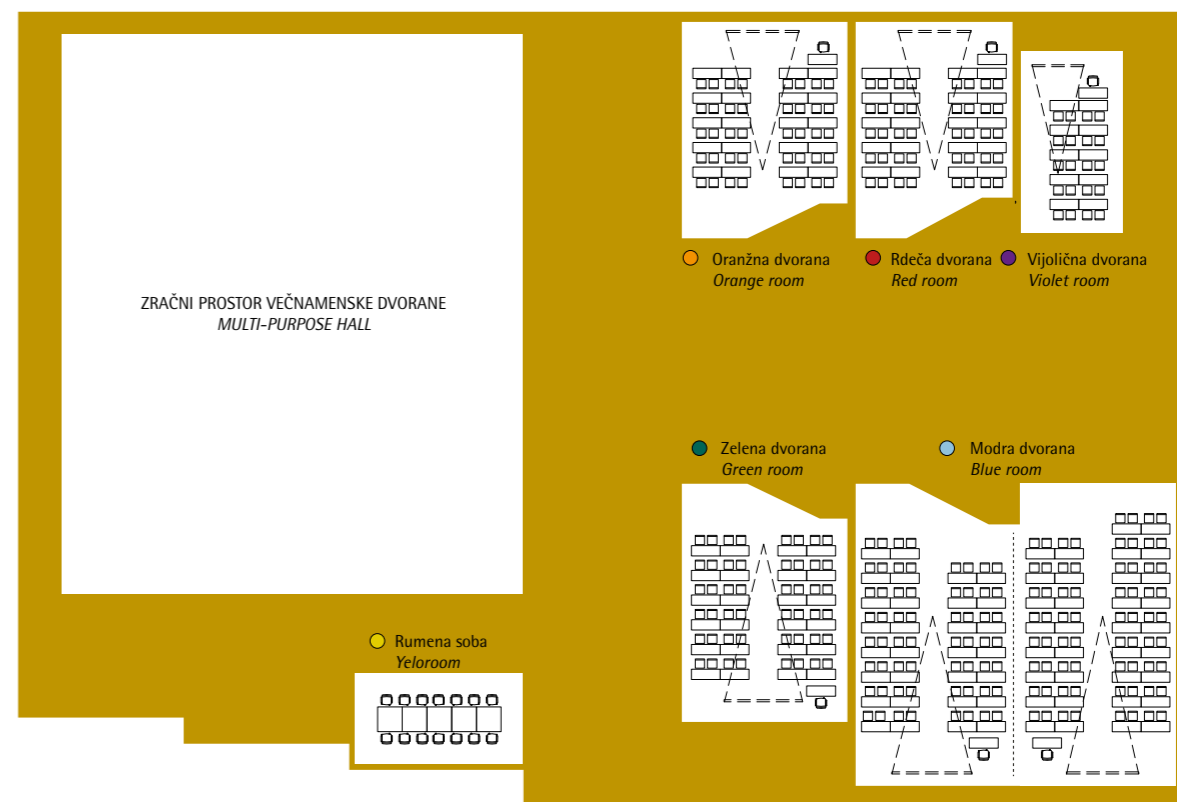 Oranžna dvorana
Orange room
Rdeča dvorana
Red room
Vijolična dvorana
Violet room
ZRAČNI PROSTOR VEČNAMENSKE DVORANE
MULTI-PURPOSE HALL
Zelena dvorana
Green room
Modra dvorana
Blue room
Rumena soba
Yeloroom